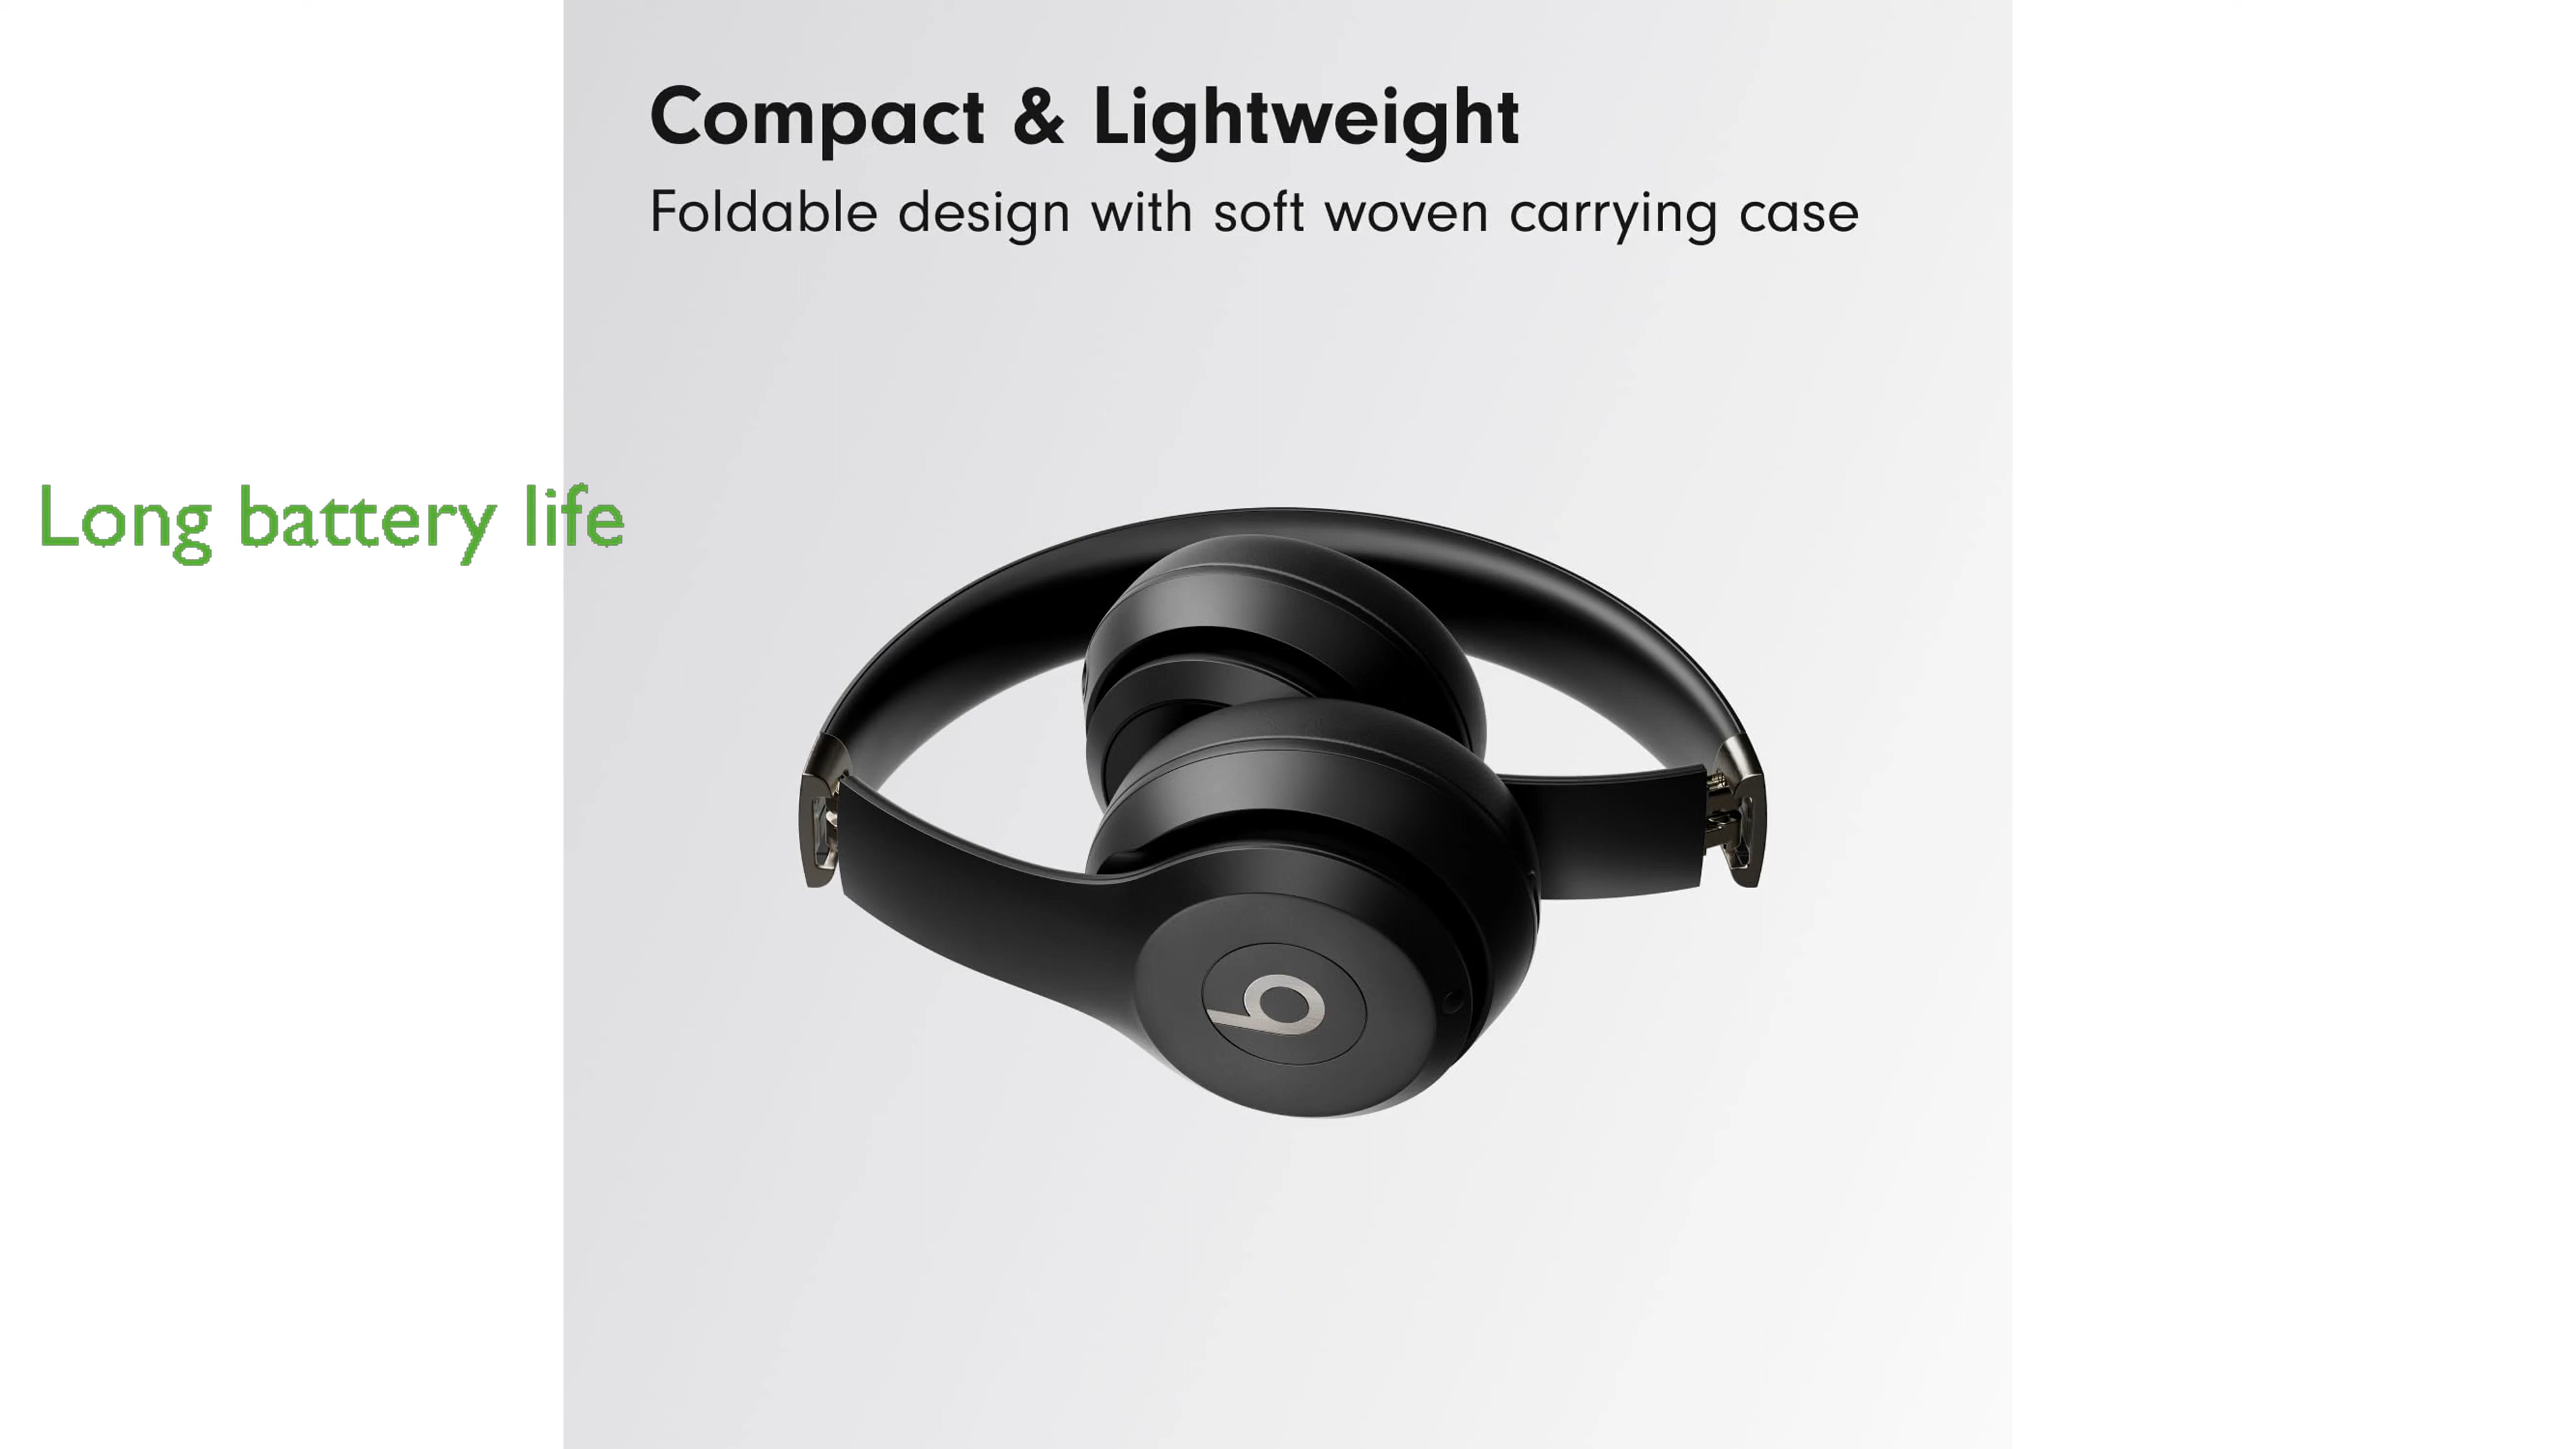 Compact & Lightweight
Foldable design with soft woven carrying case
Long battery life
b